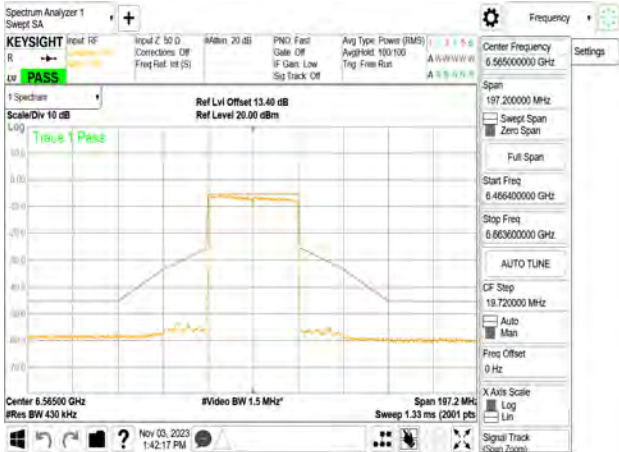 Spectrum Analyzer 1
Swept SA
+
Frequency
KEYSIGHT
Input: RF
Input Z: 50 Ω
Corrections: Off
Freq Ref: Int (S)
#Atten: 20 dB
PNO: Fast
Gate: Off
IF Gain: Low
Sig Track: Off
Avg Type: Power (RMS)
Avg|Hold: 100/100
Trig: Free Run
LV PASS
Center Frequency
6.565000000 GHz
Settings
Span
197.200000 MHz
Swept Span
Zero Span
Full Span
Start Freq
6.466400000 GHz
Stop Freq
6.663600000 GHz
AUTO TUNE
CF Step
19.720000 MHz
Auto
Man
Freq Offset
0 Hz
X Axis Scale
Log
Lin
Signal Track
(Span Zoom)
1 Spectrum
Scale/Div 10 dB
Ref Lvl Offset 13.40 dB
Ref Level 20.00 dBm
Log
Trace 1 Pass
Center 6.56500 GHz
#Res BW 430 kHz
#Video BW 1.5 MHz*
Span 197.2 MHz
Sweep 1.33 ms (2001 pts
Nov 03, 2023
1:42:17 PM